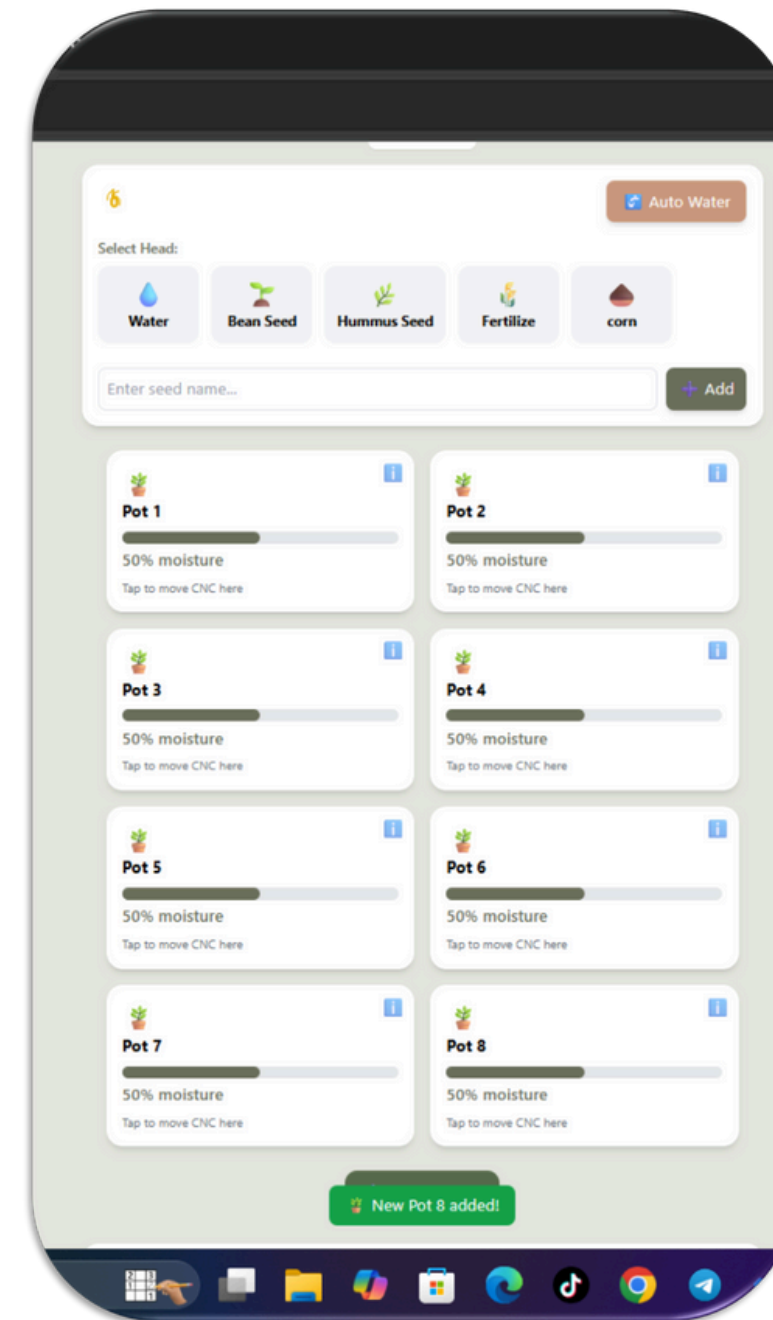 Auto Water
Select Head:
Water Bean Seed Hummus Seed Fertilize corn
Enter seed name...
Add
Pot 1 Pot 2
50% moisture 50% moisture
Tap to move CNC here Tap to move CNC here
Pot 3 Pot 4
50% moisture 50% moisture
Tap to move CNC here Tap to move CNC here
Pot 5 Pot 6
50% moisture 50% moisture
Tap to move CNC here Tap to move CNC here
Pot 7 Pot 8
50% moisture 50% moisture
Tap to move CNC here Tap to move CNC here
New Pot 8 added!